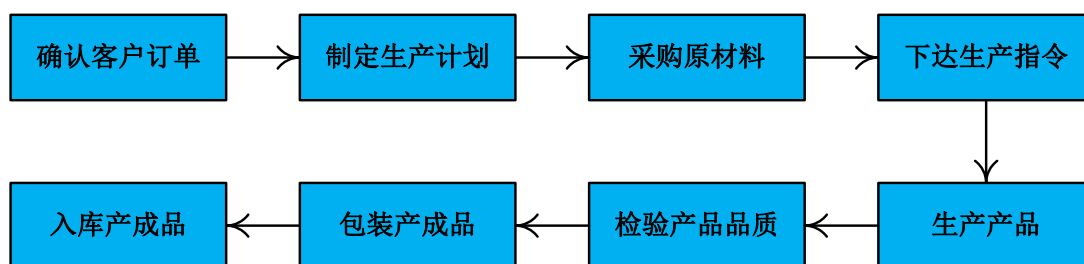 确认客户订单
制定生产计划
采购原材料
下达生产指令
生产产品
检验产品品质
包装产成品
入库产成品